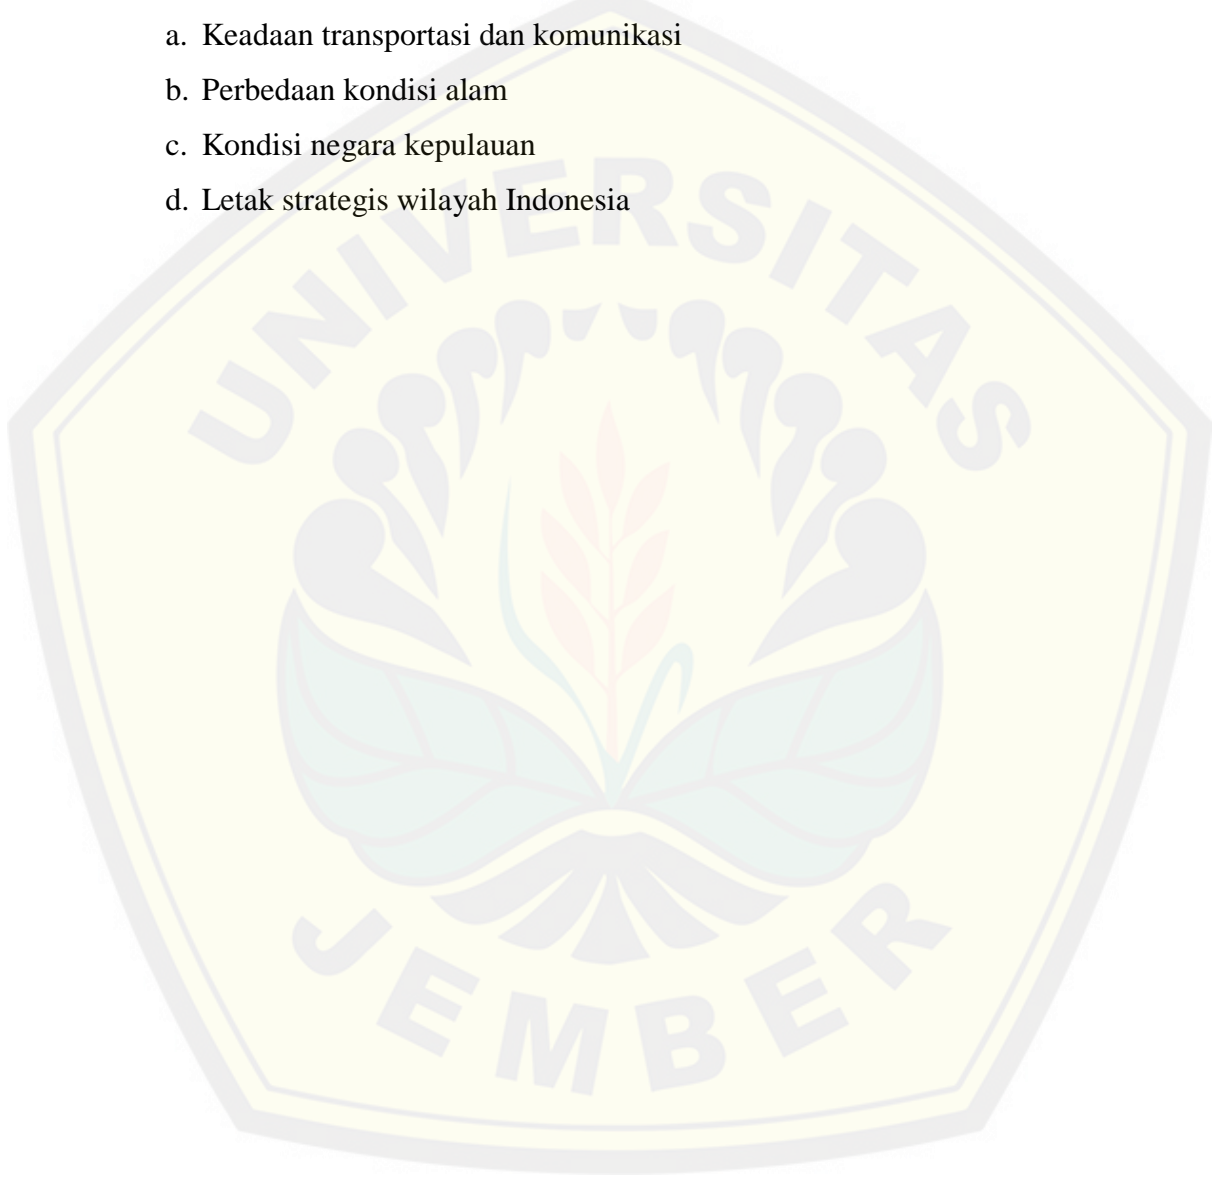 a. Keadaan transportasi dan komunikasi
b. Perbedaan kondisi alam
c. Kondisi negara kepulauan
d. Letak strategis wilayah Indonesia
UNIVERSITAS
JEMBER